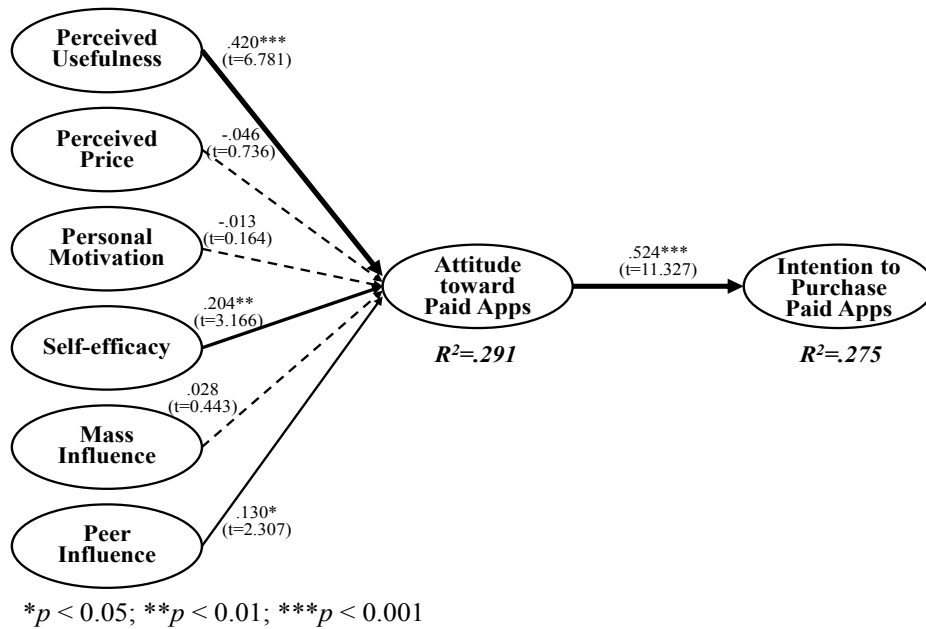 Perceived
Usefulness
.420***
(t=6.781)
Perceived
Price
-.046
(t=0.736)
Personal
Motivation
-.013
(t=0.164)
Self-efficacy
.204**
(t=3.166)
Mass
Influence
.028
(t=0.443)
Peer
Influence
.130*
(t=2.307)
Attitude
toward
Paid Apps
R²=.291
.524***
(t=11.327)
Intention to
Purchase
Paid Apps
R²=.275
*p < 0.05; **p < 0.01; ***p < 0.001